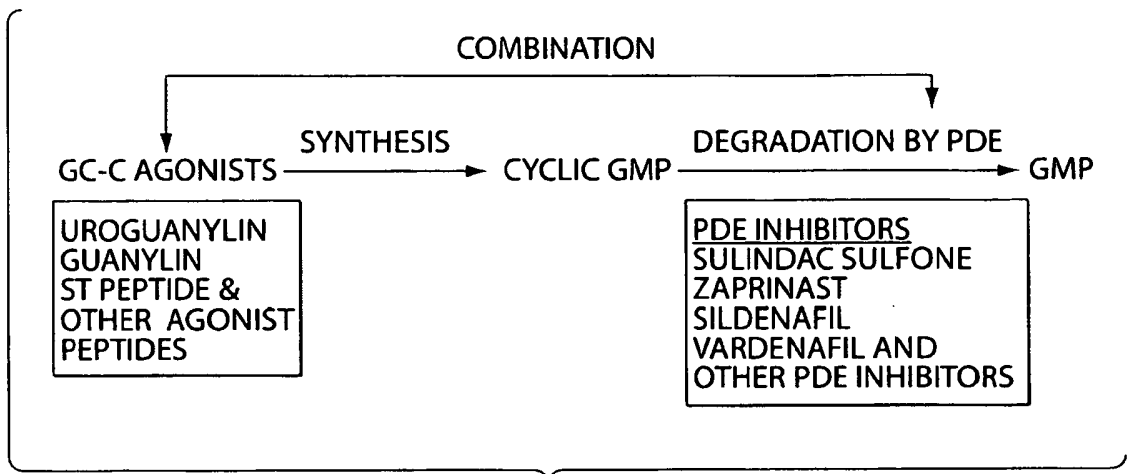 COMBINATION
SYNTHESIS
DEGRADATION BY PDE
GC-C AGONISTS
CYCLIC GMP
GMP
UROGUANYLIN
GUANYLIN
ST PEPTIDE &
OTHER AGONIST
PEPTIDES
PDE INHIBITORS
SULINDAC SULFONE
ZAPRINAST
SILDENAFIL
VARDENAFIL AND
OTHER PDE INHIBITORS